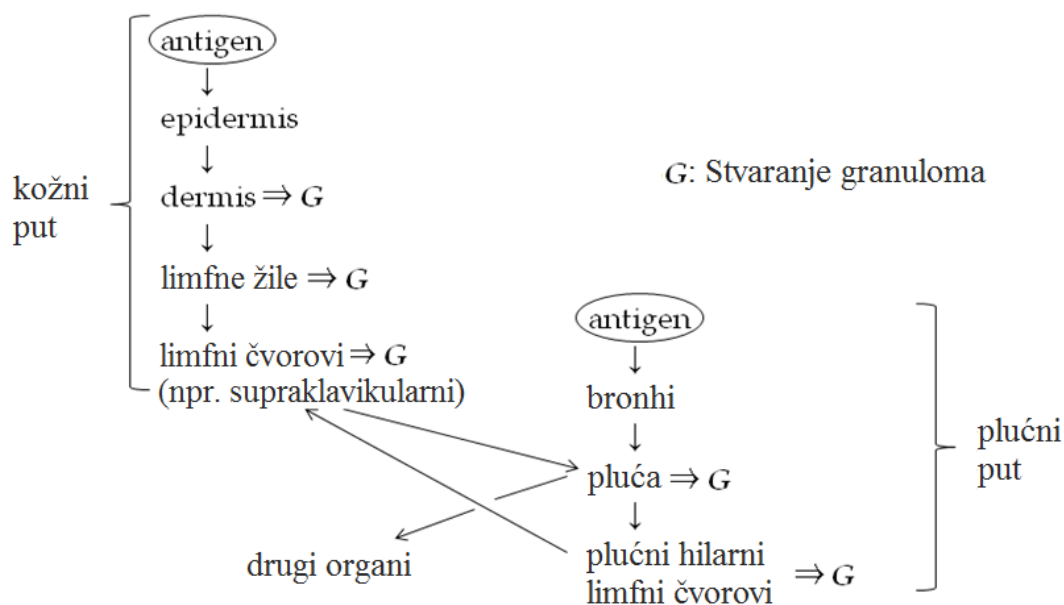 antigen
↓
epidermis
↓
kožni
put
dermis ⇒ G
↓
limfne žile ⇒ G
↓
limfni čvorovi ⇒ G
(npr. supraklavikularni)
G: Stvaranje granuloma
antigen
↓
bronhi
↓
pluća ⇒ G
↓
plućni hilarni
limfni čvorovi ⇒ G
plućni
put
drugi organi